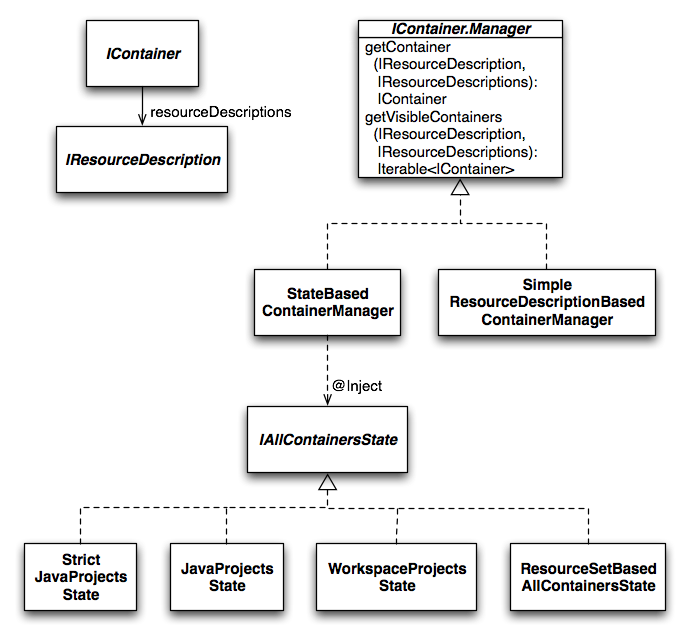 IContainer
resourceDescriptions
IResourceDescription
IContainer.Manager
getContainer
(IResourceDescription,
IResourceDescriptions):
IContainer
getVisibleContainers
(IResourceDescription,
IResourceDescriptions):
Iterable<IContainer>
StateBased
ContainerManager
Simple
ResourceDescriptionBased
ContainerManager
@Inject
IAllContainersState
Strict
JavaProjects
State
JavaProjects
State
WorkspaceProjects
State
ResourceSetBased
AllContainersState